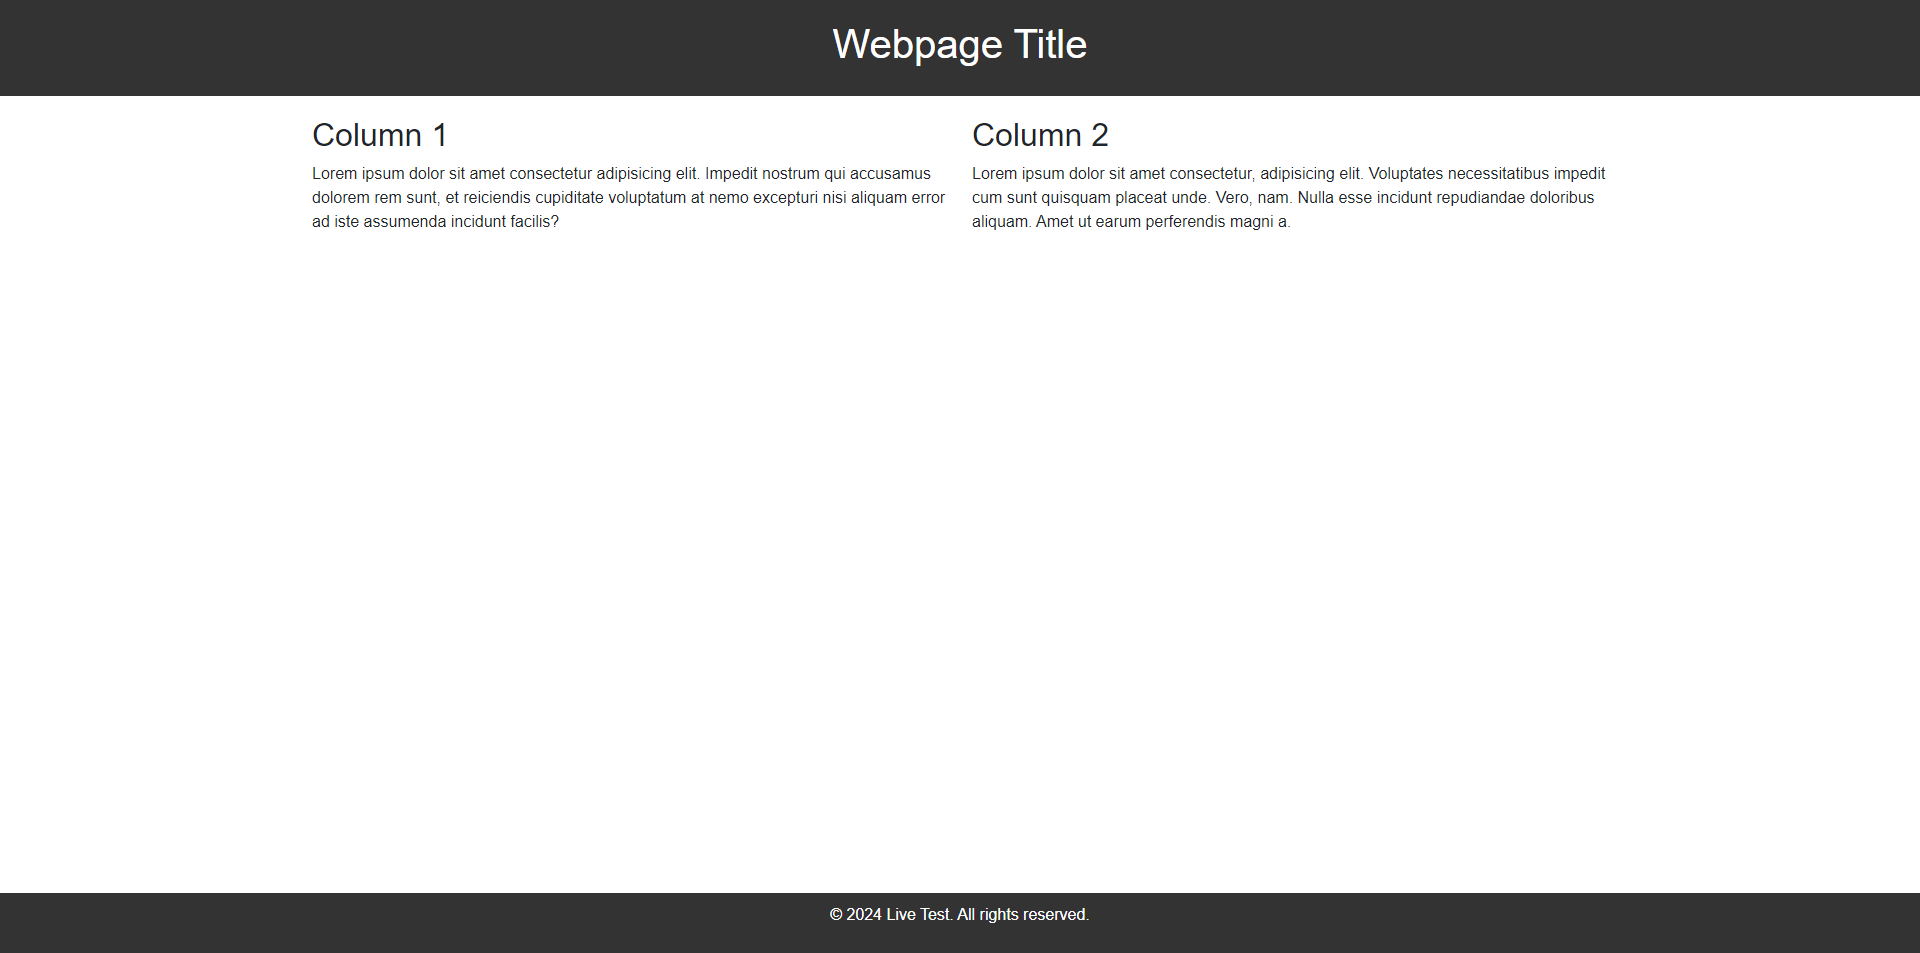 Webpage Title
Column 1
Lorem ipsum dolor sit amet consectetur adipisicing elit. Impedit nostrum qui accusamus
dolorem rem sunt, et reiciendis cupiditate voluptatum at nemo excepturi nisi aliquam error
ad iste assumenda incidunt facilis?
Column 2
Lorem ipsum dolor sit amet consectetur, adipisicing elit. Voluptates necessitatibus impedit
cum sunt quisquam placeat unde. Vero, nam. Nulla esse incidunt repudiandae doloribus
aliquam. Amet ut earum perferendis magni a.
© 2024 Live Test. All rights reserved.